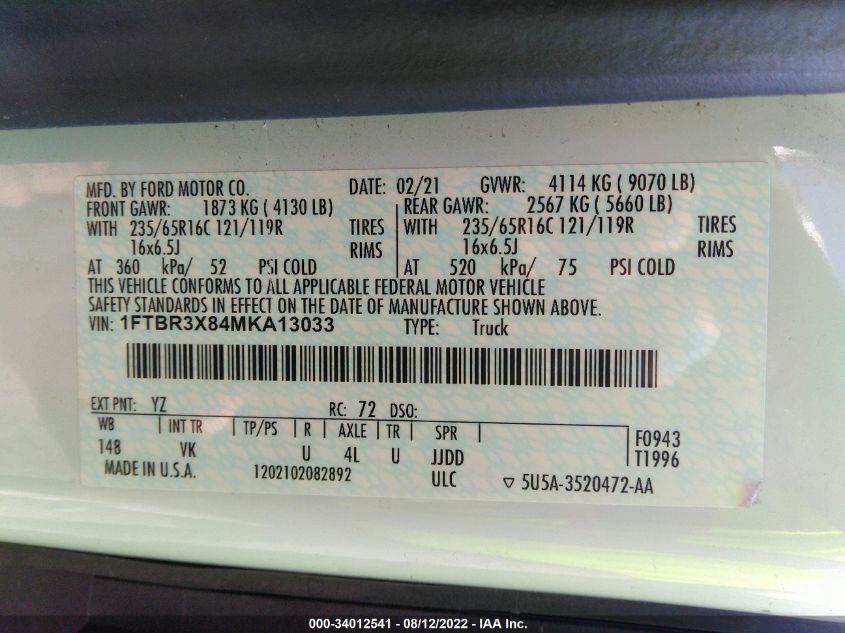 MFD. BY FORD MOTOR CO. DATE: 02/21 GVWR: 4114 KG ( 9070 LB)
FRONT GAWR: 1873 KG ( 4130 LB) REAR GAWR: 2567 KG ( 5660 LB)
WITH 235/65R16C 121/119R TIRES WITH 235/65R16C 121/119R TIRES
16x6.5J RIMS 16x6.5J RIMS
AT 360 kPa/ 52 PSI COLD AT 520 kPa/ 75 PSI COLD
THIS VEHICLE CONFORMS TO ALL APPLICABLE FEDERAL MOTOR VEHICLE
SAFETY STANDARDS IN EFFECT ON THE DATE OF MANUFACTURE SHOWN ABOVE.
VIN: 1FTBR3X84MKA13033 TYPE: Truck
EXT PNT: YZ RC: 72 DSO:
WB INT TR TP/PS R AXLE TR SPR F0943
148 VK U 4L U JJDD T1996
MADE IN U.S.A. 1202102082892 ULC ▽ 5U5A-3520472-AA
000-34012541 - 08/12/2022 - IAA Inc.